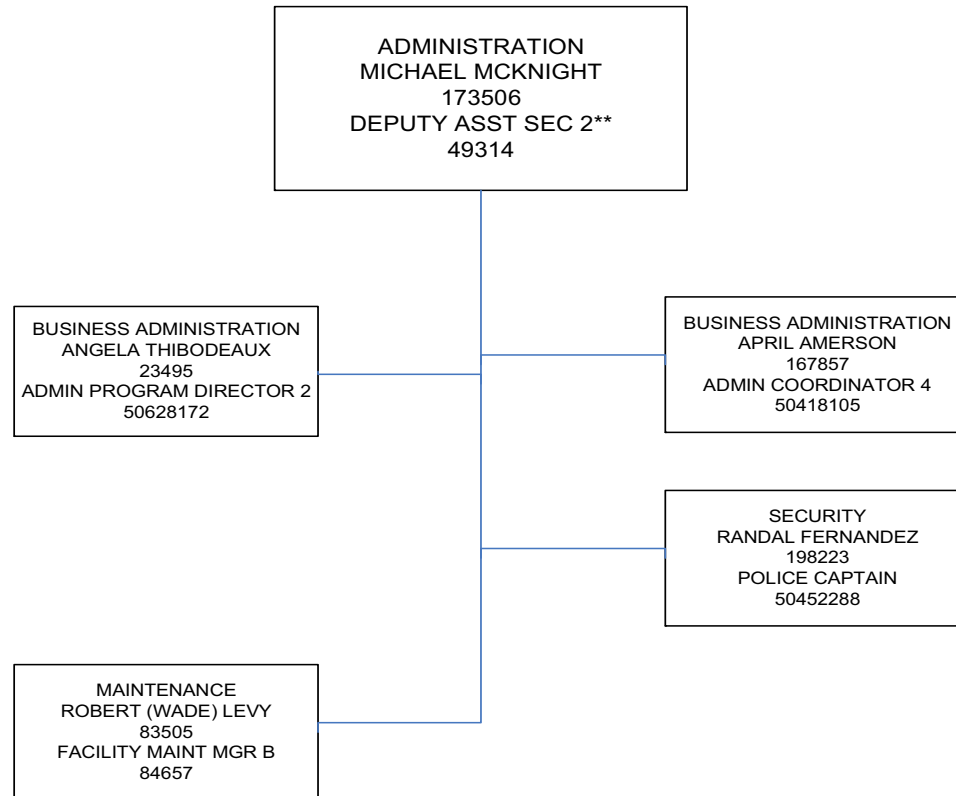 ADMINISTRATION
MICHAEL MCKNIGHT
173506
DEPUTY ASST SEC 2**
49314
BUSINESS ADMINISTRATION
ANGELA THIBODEAUX
23495
ADMIN PROGRAM DIRECTOR 2
50628172
BUSINESS ADMINISTRATION
APRIL AMERSON
167857
ADMIN COORDINATOR 4
50418105
SECURITY
RANDAL FERNANDEZ
198223
POLICE CAPTAIN
50452288
MAINTENANCE
ROBERT (WADE) LEVY
83505
FACILITY MAINT MGR B
84657